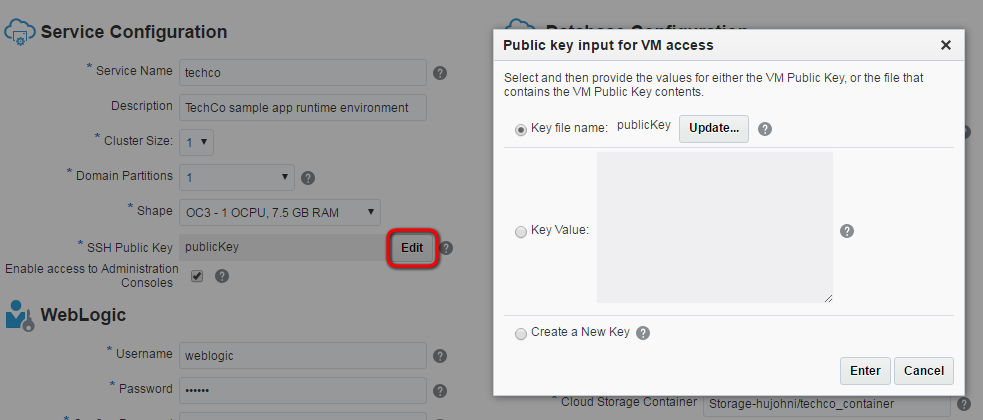 Service Configuration
* Service Name techco
Description TechCo sample app runtime environment
* Cluster Size: 1
* Domain Partitions 1
* Shape OC3 - 1 OCPU, 7.5 GB RAM
* SSH Public Key publicKey Edit
Enable access to Administration
Consoles
WebLogic
* Username weblogic
* Password ••••••
Public key input for VM access
Select and then provide the values for either the VM Public Key, or the file that
contains the VM Public Key contents.
Key file name: publicKey Update...
Key Value:
Create a New Key
Enter Cancel
* Cloud Storage Container Storage-hujohni/techco_container